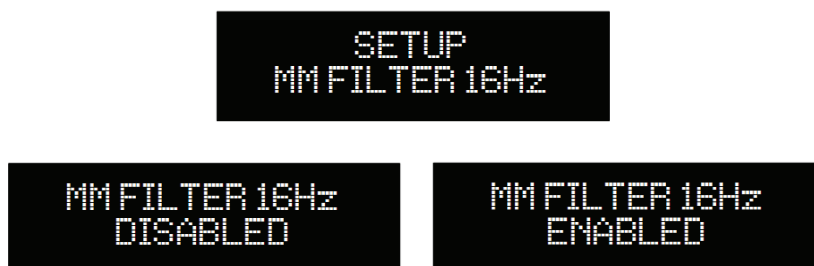 SETUP
MM FILTER 16Hz
MM FILTER 16Hz
DISABLED
MM FILTER 16Hz
ENABLED